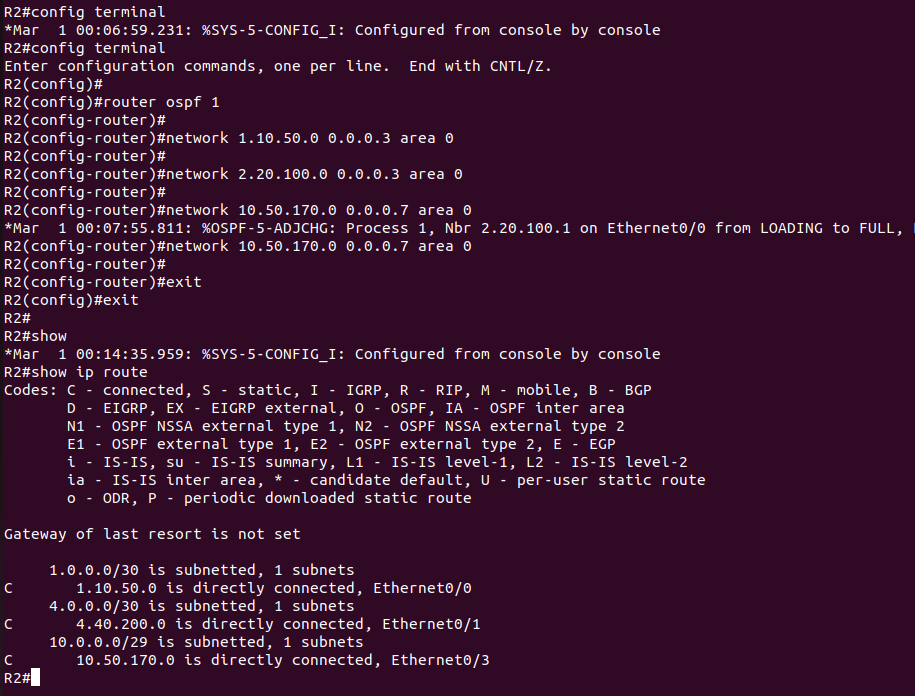 R2#config terminal
*Mar  1 00:06:59.231: %SYS-5-CONFIG_I: Configured from console by console
R2#config terminal
Enter configuration commands, one per line.  End with CNTL/Z.
R2(config)#
R2(config)#router ospf 1
R2(config-router)#
R2(config-router)#network 1.10.50.0 0.0.0.3 area 0
R2(config-router)#
R2(config-router)#network 2.20.100.0 0.0.0.3 area 0
R2(config-router)#
R2(config-router)#network 10.50.170.0 0.0.0.7 area 0
*Mar  1 00:07:55.811: %OSPF-5-ADJCHG: Process 1, Nbr 2.20.100.1 on Ethernet0/0 from LOADING to FULL,
R2(config-router)#network 10.50.170.0 0.0.0.7 area 0
R2(config-router)#
R2(config-router)#exit
R2(config)#exit
R2#
R2#show
*Mar  1 00:14:35.959: %SYS-5-CONFIG_I: Configured from console by console
R2#show ip route
Codes: C - connected, S - static, I - IGRP, R - RIP, M - mobile, B - BGP
       D - EIGRP, EX - EIGRP external, O - OSPF, IA - OSPF inter area
       N1 - OSPF NSSA external type 1, N2 - OSPF NSSA external type 2
       E1 - OSPF external type 1, E2 - OSPF external type 2, E - EGP
       i - IS-IS, su - IS-IS summary, L1 - IS-IS level-1, L2 - IS-IS level-2
       ia - IS-IS inter area, * - candidate default, U - per-user static route
       o - ODR, P - periodic downloaded static route

Gateway of last resort is not set

     1.0.0.0/30 is subnetted, 1 subnets
C       1.10.50.0 is directly connected, Ethernet0/0
     4.0.0.0/30 is subnetted, 1 subnets
C       4.40.200.0 is directly connected, Ethernet0/1
     10.0.0.0/29 is subnetted, 1 subnets
C       10.50.170.0 is directly connected, Ethernet0/3
R2#